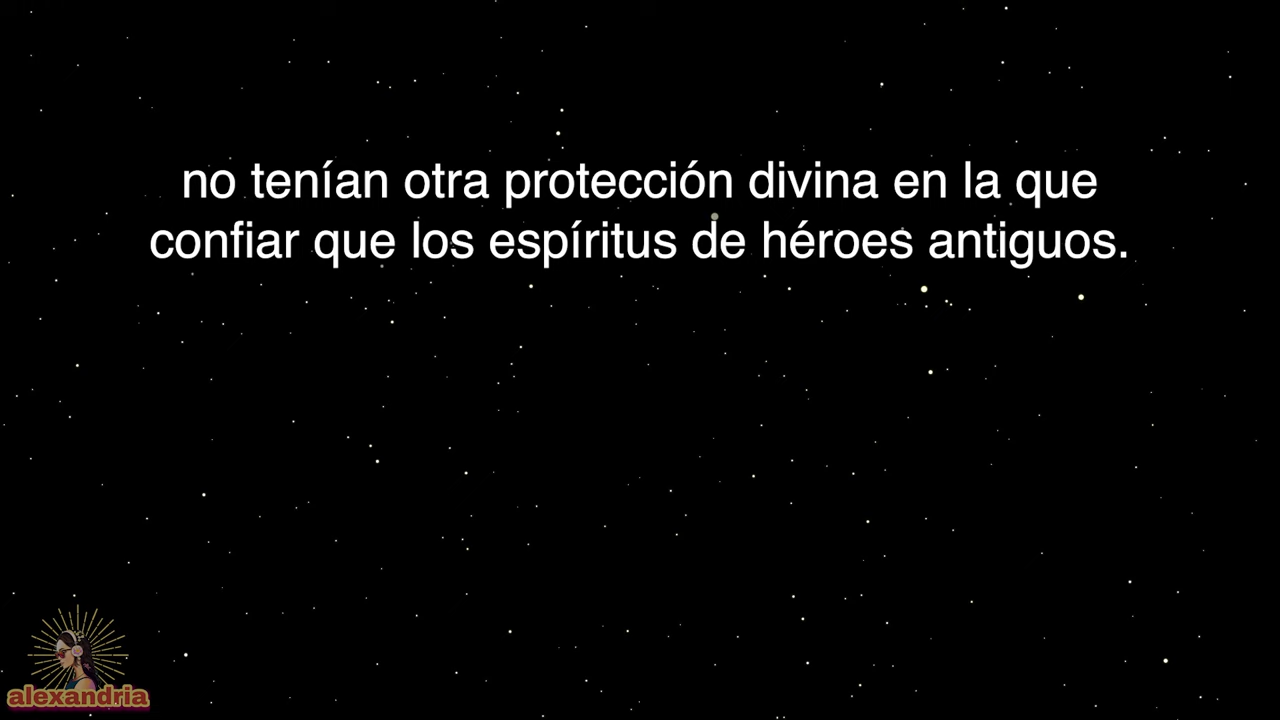 no tenían otra protección divina en la que
confiar que los espíritus de héroes antiguos.
alexandria